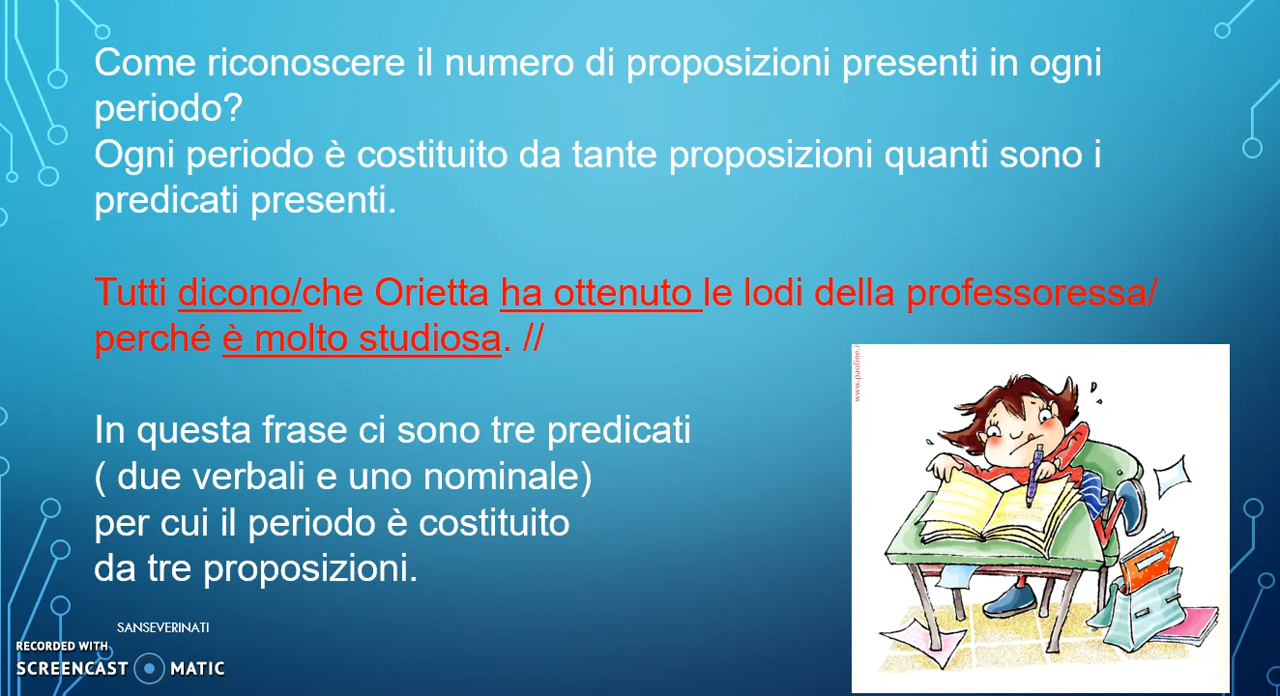 Come riconoscere il numero di proposizioni presenti in ogni
periodo?
Ogni periodo è costituito da tante proposizioni quanti sono i
predicati presenti.
Tutti dicono/che Orietta ha ottenuto le lodi della professoressa/
perché è molto studiosa. //
In questa frase ci sono tre predicati
( due verbali e uno nominale)
per cui il periodo è costituito
da tre proposizioni.
www.paoline.i
SANSEVERINATI
RECORDED WITH
SCREENCAST MATIC